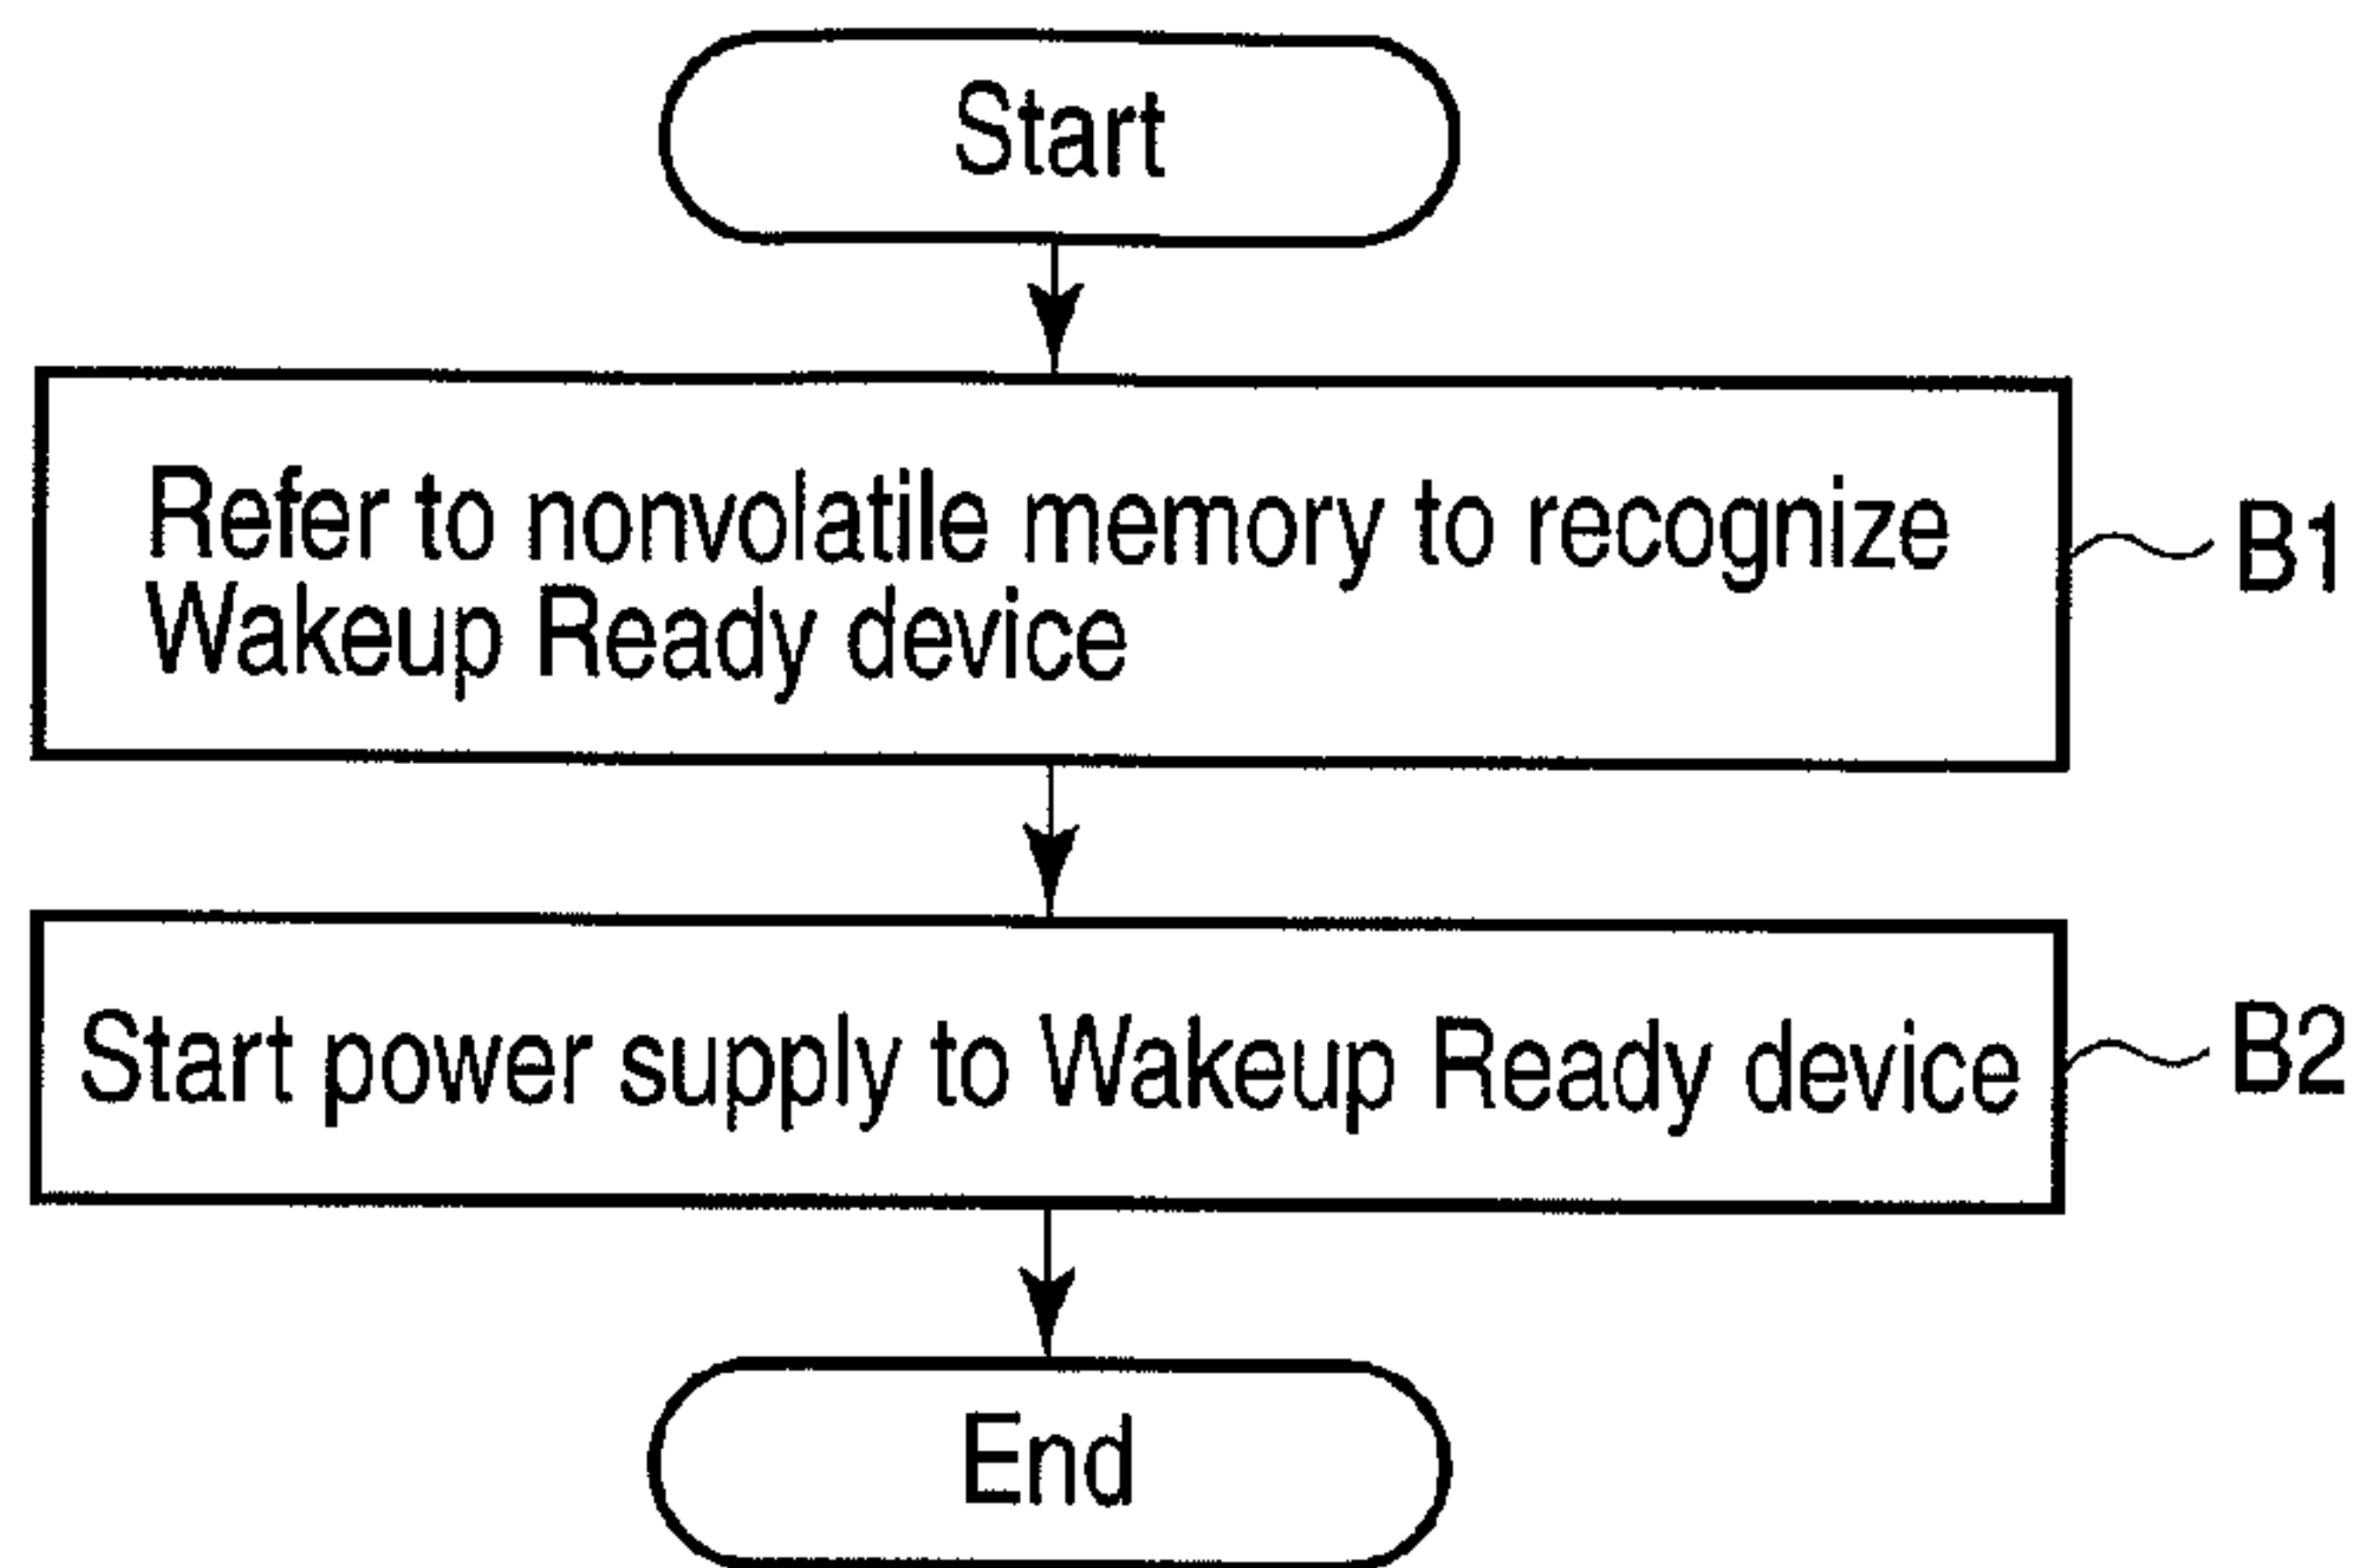 Start
Refer to nonvolatile memory to recognize
Wakeup Ready device
B1
Start power supply to Wakeup Ready device
B2
End